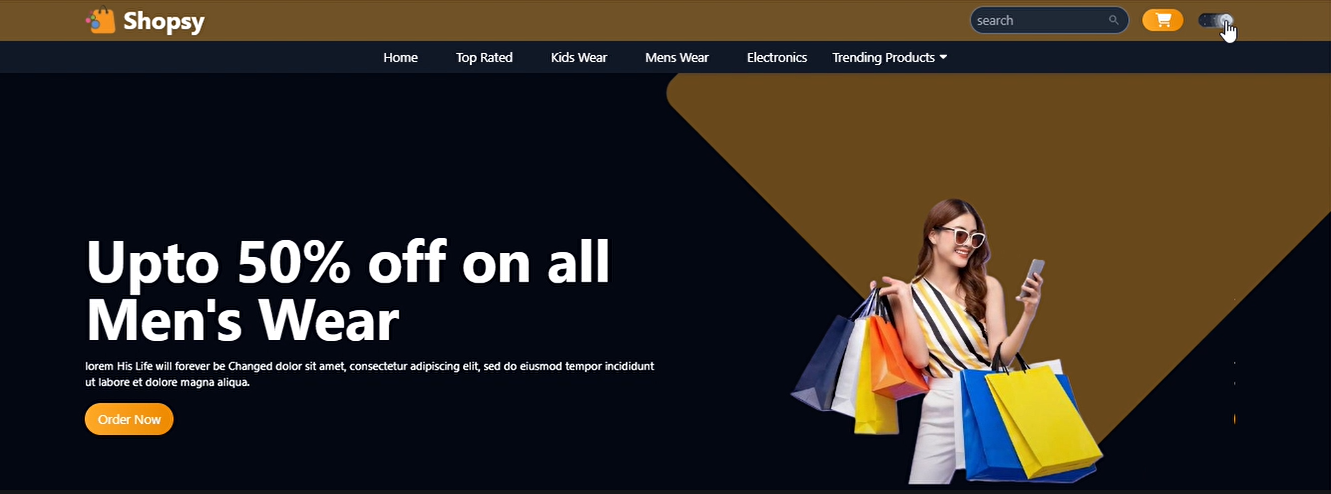 Shopsy
search
Home
Top Rated
Kids Wear
Mens Wear
Electronics
Trending Products
Upto 50% off on all
Men's Wear
lorem His Life will forever be Changed dolor sit amet, consectetur adipiscing elit, sed do eiusmod tempor incididunt
ut labore et dolore magna aliqua.
Order Now